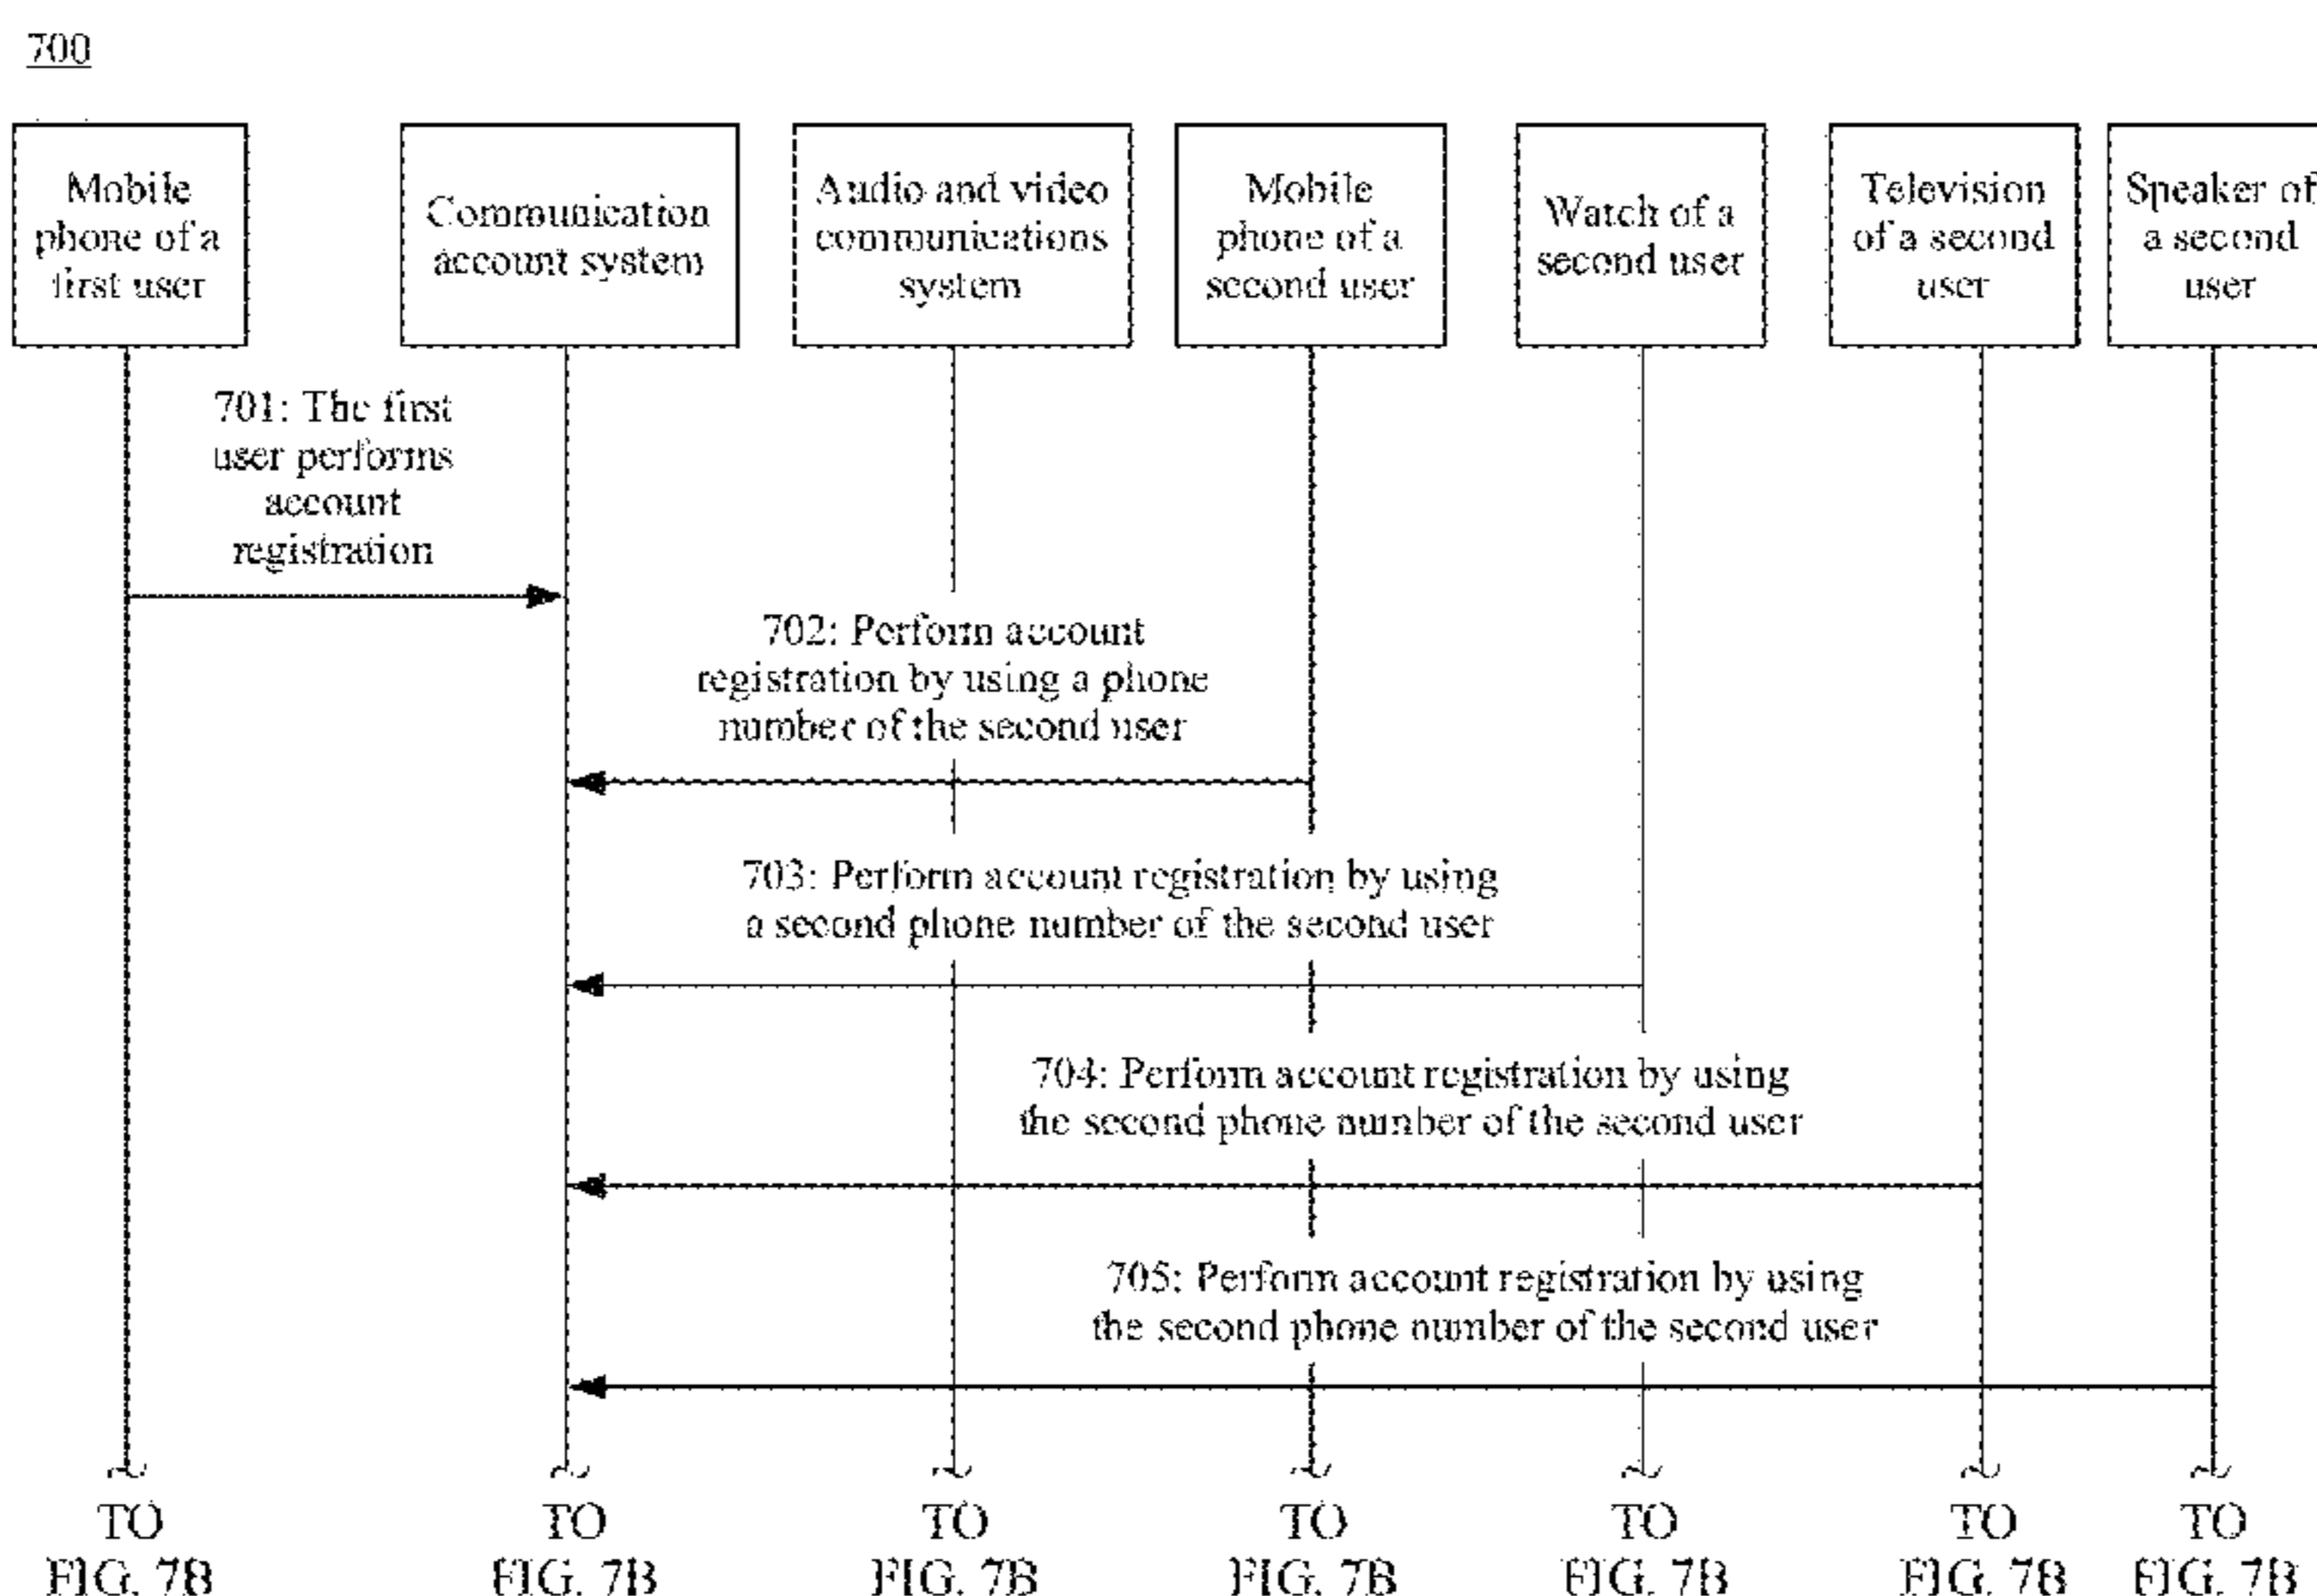 700
Mobile
phone of a
first user
Communication
account system
Audio and video
communications
system
Mobile
phone of a
second user
Watch of a
second user
Television
of a second
user
Speaker of
a second
user
701: The first
user performs
account
registration
702: Perform account
registration by using a phone
number of the second user
703: Perform account registration by using
a second phone number of the second user
704: Perform account registration by using
the second phone number of the second user
705: Perform account registration by using
the second phone number of the second user
TO
FIG. 7B
TO
FIG. 7B
TO
FIG. 7B
TO
FIG. 7B
TO
FIG. 7B
TO
FIG. 7B
TO
FIG. 7B